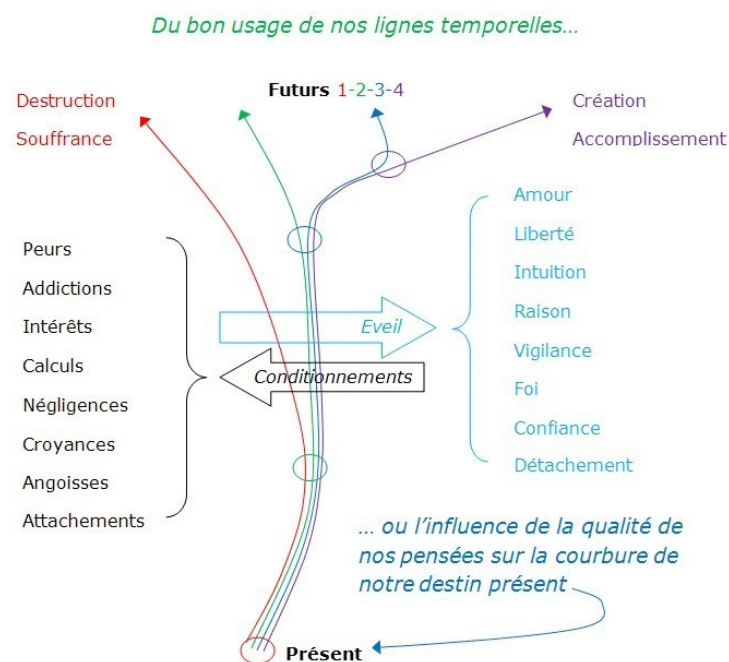 Du bon usage de nos lignes temporelles...
Futurs 1-2-3-4
Destruction
Souffrance
Création
Accomplissement
Peurs
Addictions
Intérêts
Calculs
Négligences
Croyances
Angoisses
Attachements
Eveil
Conditionnements
Amour
Liberté
Intuition
Raison
Vigilance
Foi
Confiance
Détachement
... ou l'influence de la qualité de
nos pensées sur la courbure de
notre destin présent
Présent